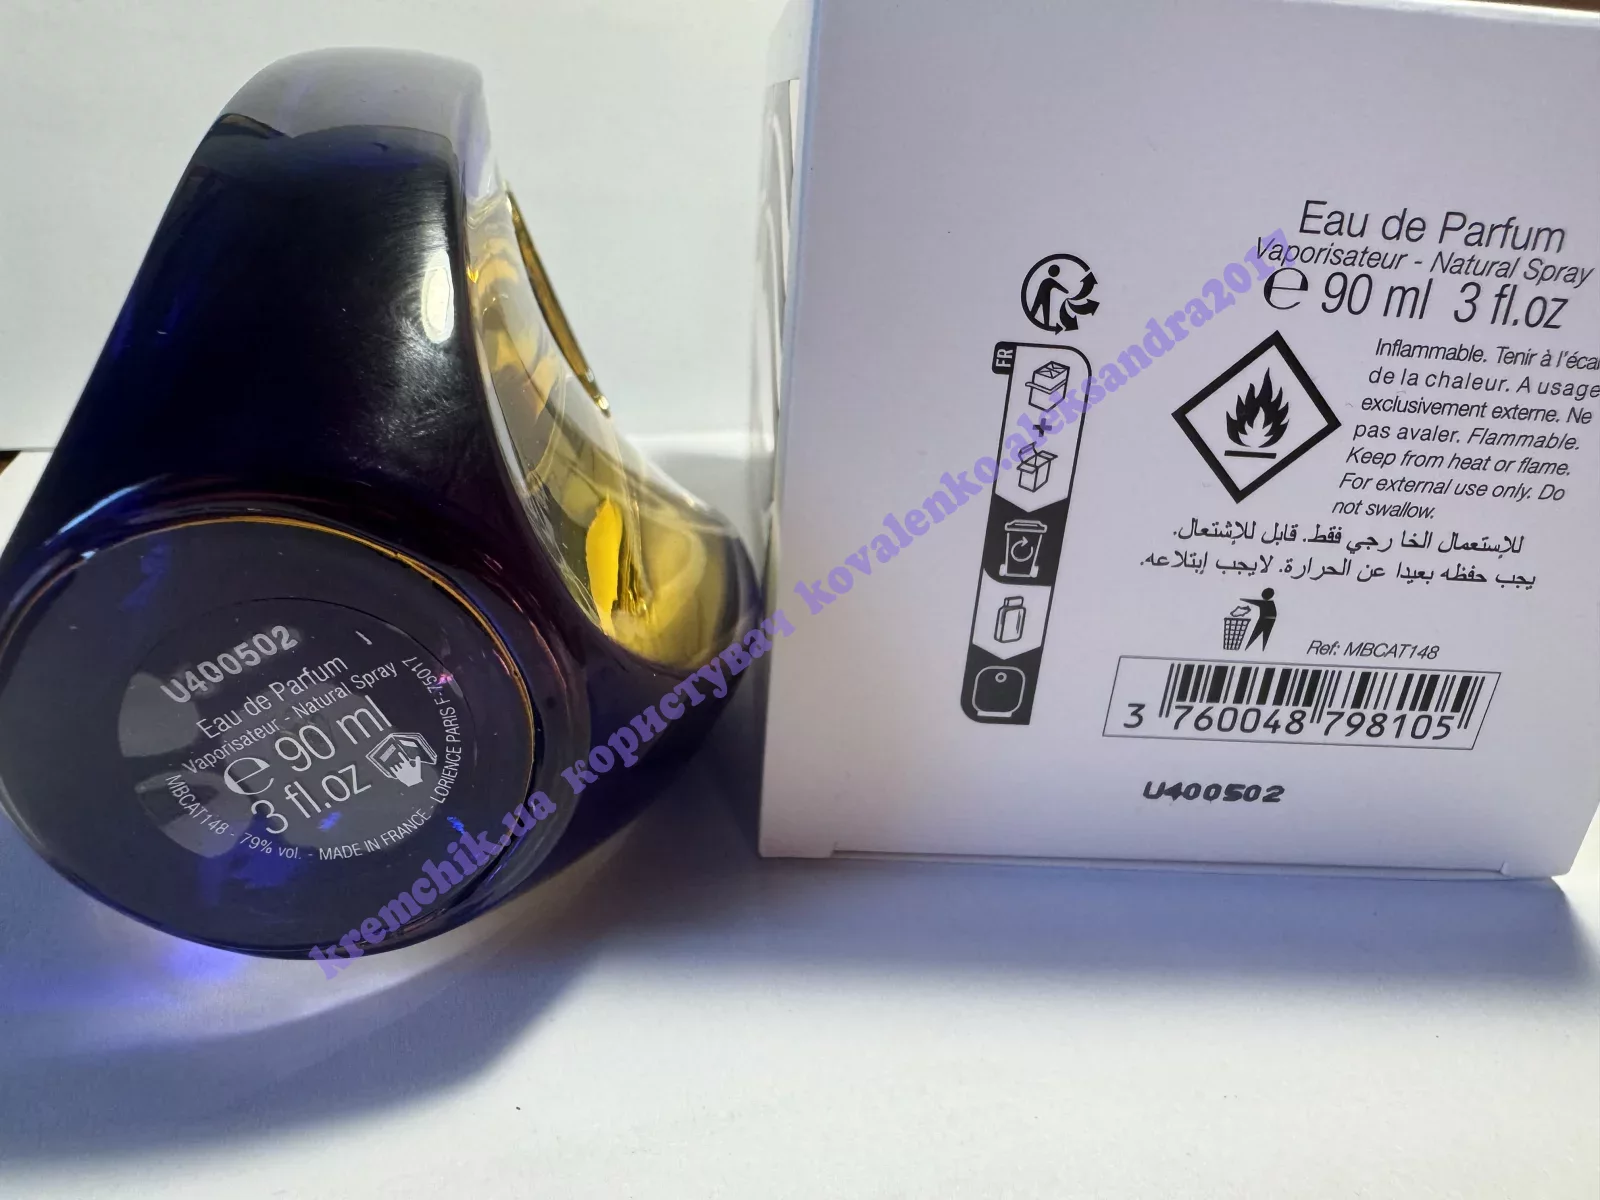 U400502
Eau de Parfum
Vaporisateur - Natural Spray
e 90 ml
3 fl.oz
MBCAT148 - 79% vol. - MADE IN FRANCE - LORIENCE PARIS F-75017
Eau de Parfum
Vaporisateur - Natural Spray
e 90 ml 3 fl.oz
FR
Inflammable. Tenir à l'écar
de la chaleur. A usage
exclusivement externe. Ne
pas avaler. Flammable.
Keep from heat or flame.
For external use only. Do
not swallow.
للإستعمال الخا رجي فقط. قابل للإشتعال.
يجب حفظه بعيدا عن الحرارة. لايجب إبتلاعه.
Ref: MBCAT148
3 760048 798105
U400502
kremchik.ua користувач kovalenko.aleksandra2017